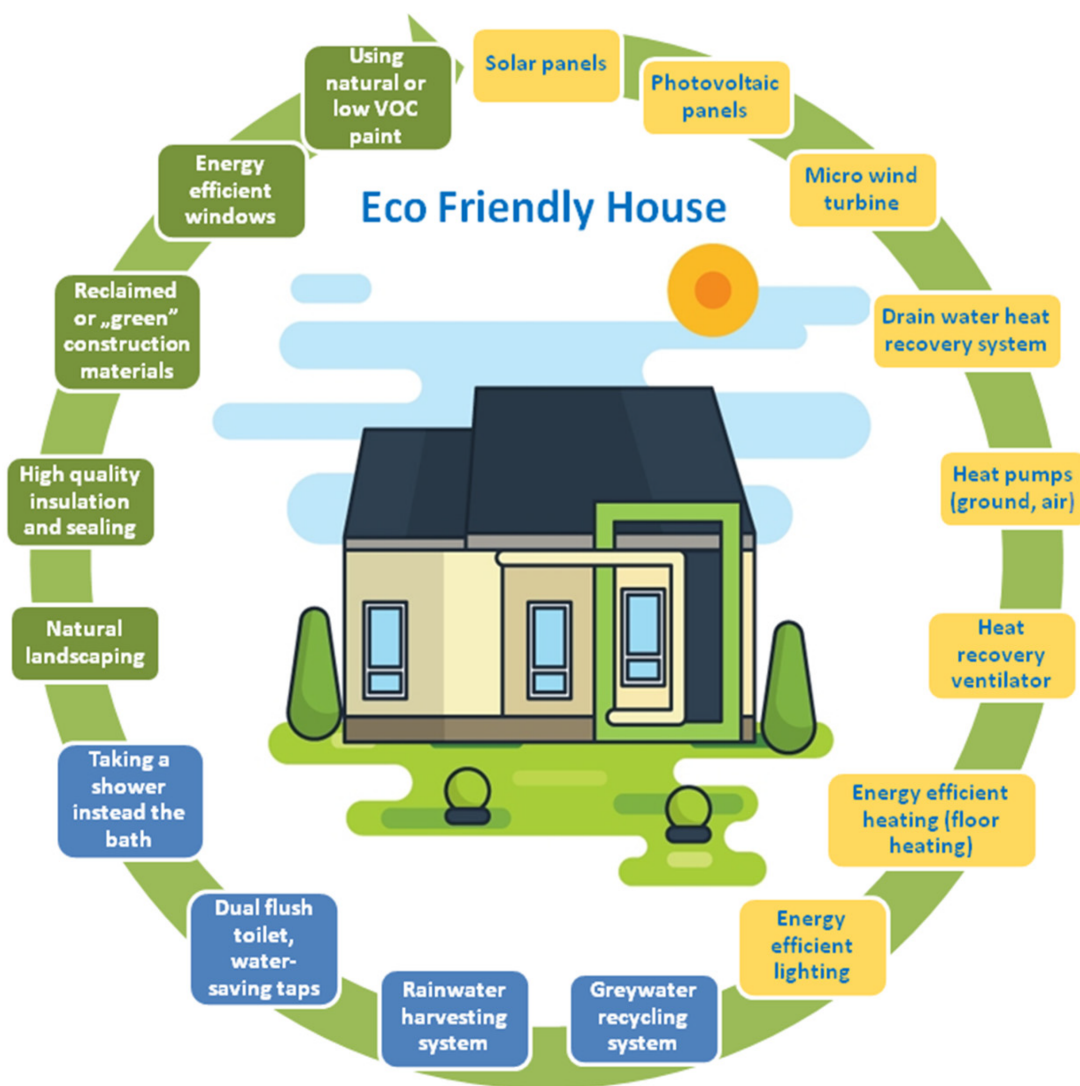 Eco Friendly House
Solar panels
Photovoltaic
panels
Micro wind
turbine
Drain water heat
recovery system
Heat pumps
(ground, air)
Heat
recovery
ventilator
Energy efficient
heating (floor
heating)
Energy
efficient
lighting
Greywater
recycling
system
Rainwater
harvesting
system
Dual flush
toilet,
water-
saving taps
Taking a
shower
instead the
bath
Natural
landscaping
High quality
insulation
and sealing
Reclaimed
or „green”
construction
materials
Energy
efficient
windows
Using
natural or
low VOC
paint